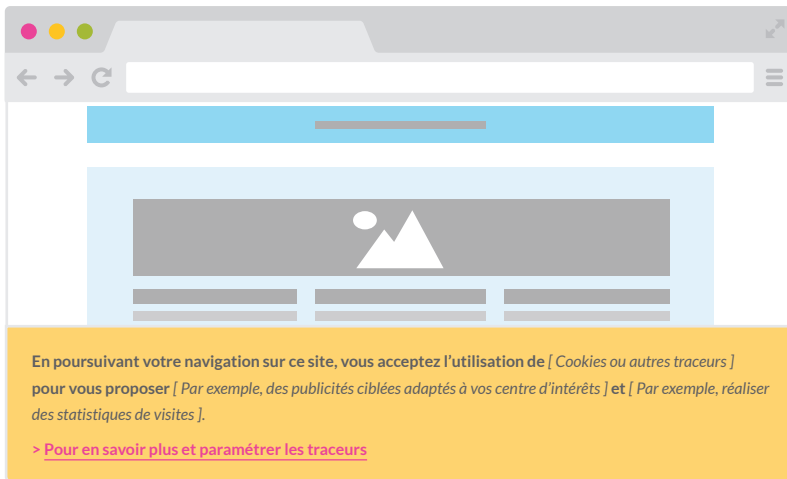 En poursuivant votre navigation sur ce site, vous acceptez l’utilisation de [ Cookies ou autres traceurs ]
pour vous proposer [ Par exemple, des publicités ciblées adaptés à vos centre d’intérêts ] et [ Par exemple, réaliser
des statistiques de visites ].
> Pour en savoir plus et paramétrer les traceurs